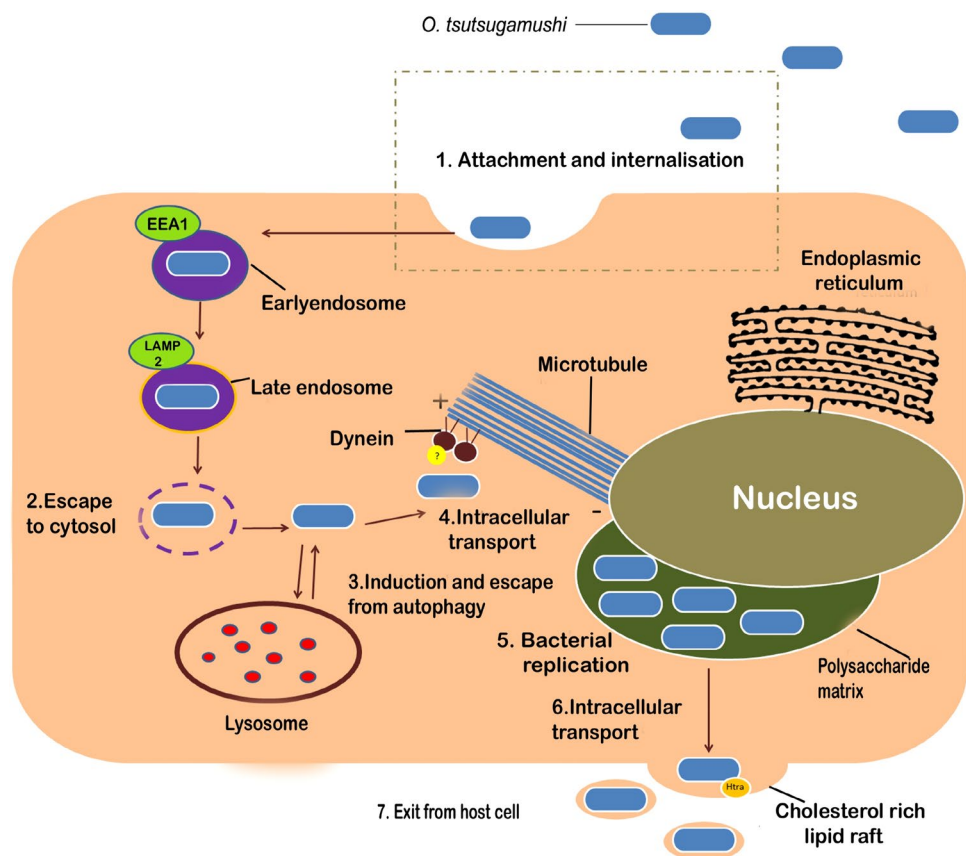 O. tsutsugamushi
1. Attachment and internalisation
EEA1
Earlyendosome
Endoplasmic
reticulum
LAMP
2
Late endosome
Microtubule
+
Dynein
?
Nucleus
2.Escape
to cytosol
-
4.Intracellular
transport
3.Induction and escape
from autophagy
5. Bacterial
replication
Polysaccharide
matrix
Lysosome
6.Intracellular
transport
Htra
7. Exit from host cell
Cholesterol rich
lipid raft